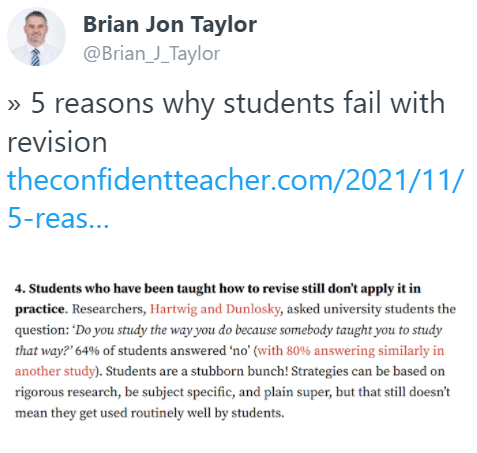 Brian Jon Taylor
@Brian_J_Taylor
» 5 reasons why students fail with
revision
theconfidentteacher.com/2021/11/
5-reas...
4. Students who have been taught how to revise still don't apply it in
practice. Researchers, Hartwig and Dunlosky, asked university students the
question: 'Do you study the way you do because somebody taught you to study
that way?' 64% of students answered 'no' (with 80% answering similarly in
another study). Students are a stubborn bunch! Strategies can be based on
rigorous research, be subject specific, and plain super, but that still doesn't
mean they get used routinely well by students.